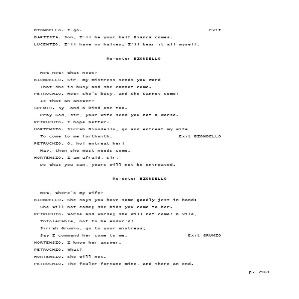 BIONDELLO. I go. Exit
BAPTISTA. Son, I'll be your half Bianca comes.
LUCENTIO. I'll have no halves; I'll bear it all myself.
Re-enter BIONDELLO
How now! what news?
BIONDELLO. Sir, my mistress sends you word
That she is busy and she cannot come.
PETRUCHIO. How! She's busy, and she cannot come!
Is that an answer?
GREMIO. Ay, and a kind one too.
Pray God, sir, your wife send you not a worse.
PETRUCHIO. I hope better.
HORTENSIO. Sirrah Biondello, go and entreat my wife
To come to me forthwith. Exit BIONDELLO
PETRUCHIO. O, ho! entreat her!
Nay, then she must needs come.
HORTENSIO. I am afraid, sir,
Do what you can, yours will not be entreated.
Re-enter BIONDELLO
Now, where's my wife?
BIONDELLO. She says you have some goodly jest in hand:
She will not come; she bids you come to her.
PETRUCHIO. Worse and worse; she will not come! O vile,
Intolerable, not to be endur'd!
Sirrah Grumio, go to your mistress;
Say I command her come to me. Exit GRUMIO
HORTENSIO. I know her answer.
PETRUCHIO. What?
HORTENSIO. She will not.
PETRUCHIO. The fouler fortune mine, and there an end.